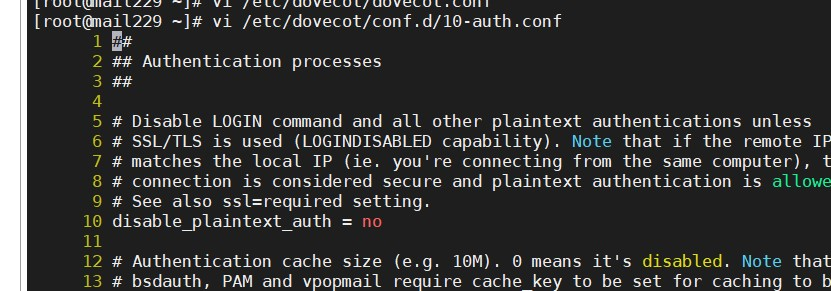 [root@mail229 ~]# vi /etc/dovecot/dovecot.conf
[root@mail229 ~]# vi /etc/dovecot/conf.d/10-auth.conf
1 ##
2 ## Authentication processes
3 ##
4
5 # Disable LOGIN command and all other plaintext authentications unless
6 # SSL/TLS is used (LOGINDISABLED capability). Note that if the remote IP
7 # matches the local IP (ie. you're connecting from the same computer), t
8 # connection is considered secure and plaintext authentication is allowe
9 # See also ssl=required setting.
10 disable_plaintext_auth = no
11
12 # Authentication cache size (e.g. 10M). 0 means it's disabled. Note that
13 # bsdauth, PAM and vpopmail require cache_key to be set for caching to b